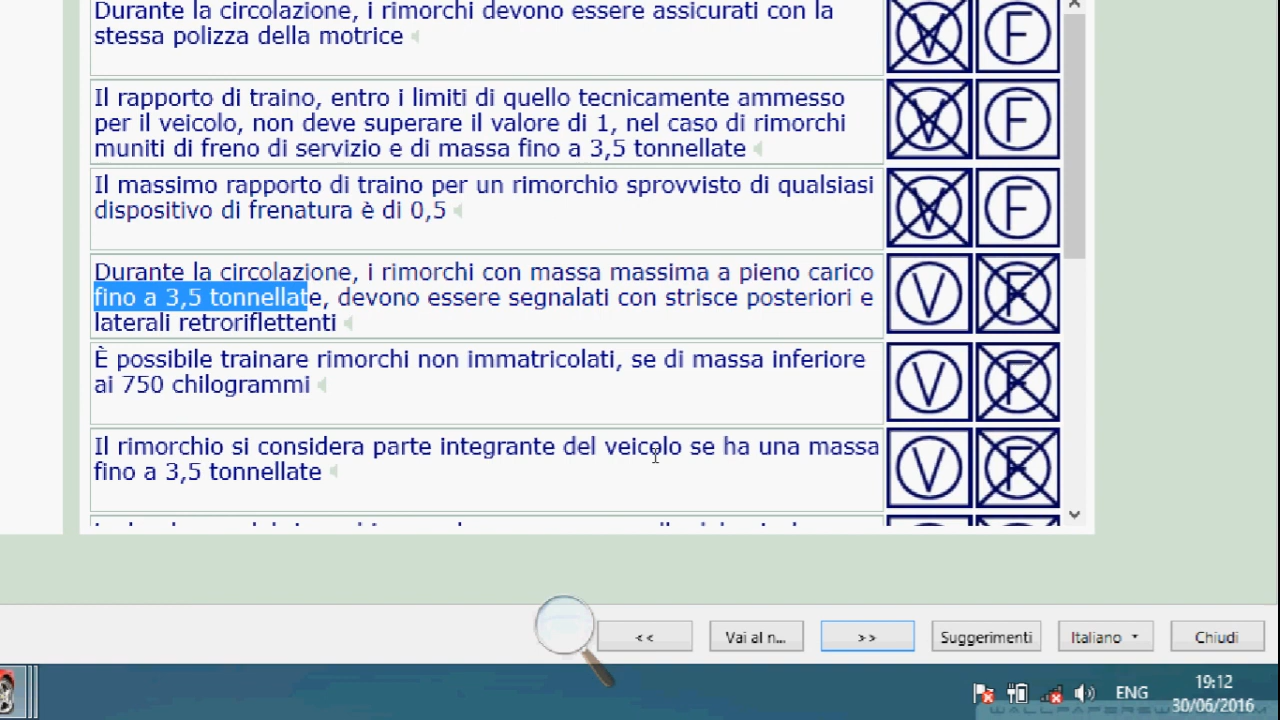 Durante la circolazione, i rimorchi devono essere assicurati con la
stessa polizza della motrice
V F
Il rapporto di traino, entro i limiti di quello tecnicamente ammesso
per il veicolo, non deve superare il valore di 1, nel caso di rimorchi
muniti di freno di servizio e di massa fino a 3,5 tonnellate
V F
Il massimo rapporto di traino per un rimorchio sprovvisto di qualsiasi
dispositivo di frenatura è di 0,5
V F
Durante la circolazione, i rimorchi con massa massima a pieno carico
fino a 3,5 tonnellate, devono essere segnalati con strisce posteriori e
laterali retroriflettenti
V F
È possibile trainare rimorchi non immatricolati, se di massa inferiore
ai 750 chilogrammi
V F
Il rimorchio si considera parte integrante del veicolo se ha una massa
fino a 3,5 tonnellate
V F
<< Vai al n... >> Suggerimenti Italiano Chiudi
ENG
19:12
30/06/2016